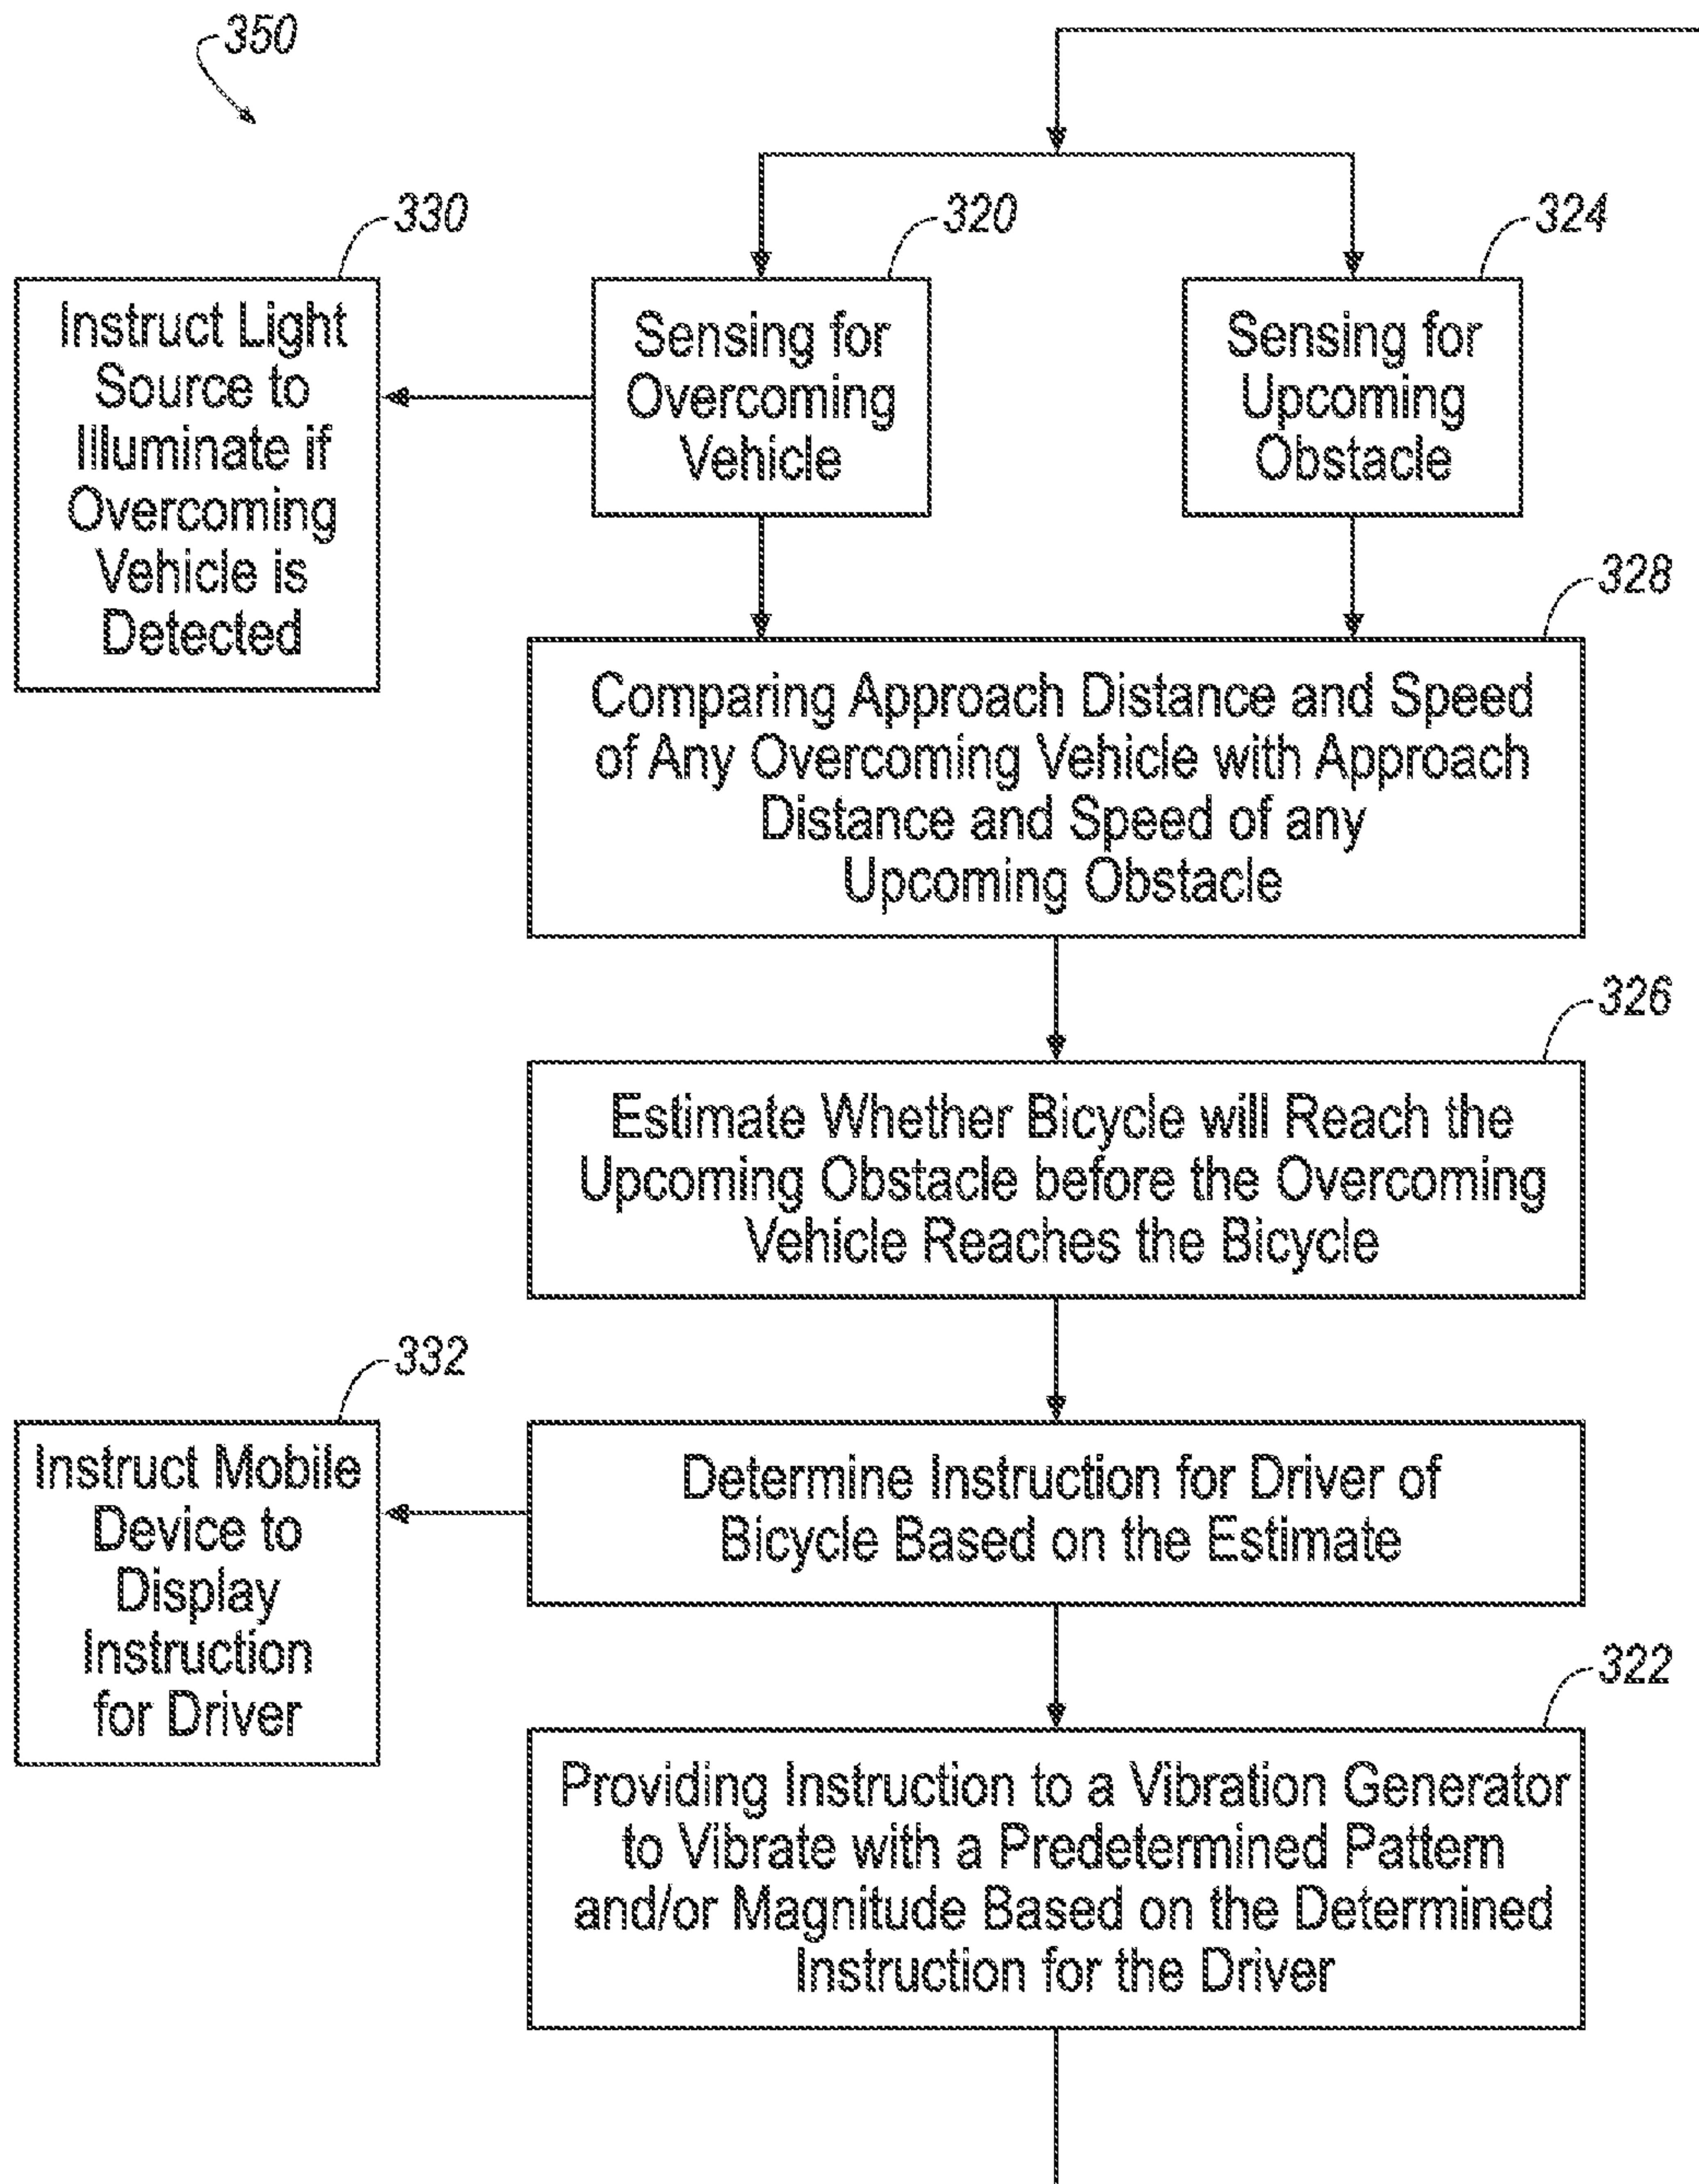 350
330
Instruct Light
Source to
Illuminate if
Overcoming
Vehicle is
Detected
320
Sensing for
Overcoming
Vehicle
324
Sensing for
Upcoming
Obstacle
328
Comparing Approach Distance and Speed
of Any Overcoming Vehicle with Approach
Distance and Speed of any
Upcoming Obstacle
326
Estimate Whether Bicycle will Reach the
Upcoming Obstacle before the Overcoming
Vehicle Reaches the Bicycle
332
Instruct Mobile
Device to
Display
Instruction
for Driver
Determine Instruction for Driver of
Bicycle Based on the Estimate
322
Providing Instruction to a Vibration Generator
to Vibrate with a Predetermined Pattern
and/or Magnitude Based on the Determined
Instruction for the Driver